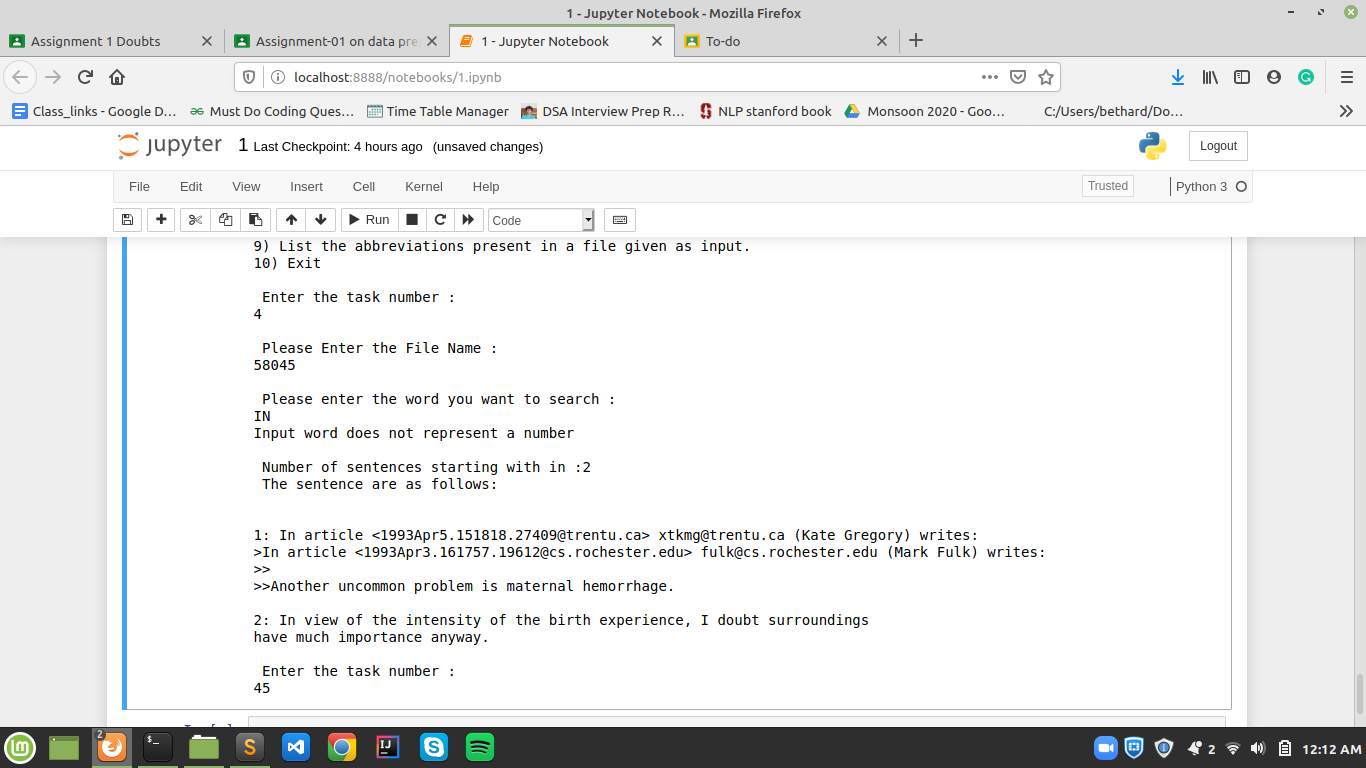 1 - Jupyter Notebook - Mozilla Firefox
Assignment 1 Doubts
Assignment-01 on data pre
1 - Jupyter Notebook
To-do
localhost:8888/notebooks/1.ipynb
Class_links - Google D…
Must Do Coding Ques…
Time Table Manager
DSA Interview Prep R…
NLP stanford book
Monsoon 2020 - Goo…
C:/Users/bethard/Do…
jupyter 1 Last Checkpoint: 4 hours ago (unsaved changes)
Logout
File Edit View Insert Cell Kernel Help
Trusted
Python 3
Run
Code
9) List the abbreviations present in a file given as input.
10) Exit
Enter the task number :
4
Please Enter the File Name :
58045
Please enter the word you want to search :
IN
Input word does not represent a number
Number of sentences starting with in :2
The sentence are as follows:
1: In article <1993Apr5.151818.27409@trentu.ca> xtkmg@trentu.ca (Kate Gregory) writes:
>In article <1993Apr3.161757.19612@cs.rochester.edu> fulk@cs.rochester.edu (Mark Fulk) writes:
>>
>>Another uncommon problem is maternal hemorrhage.
2: In view of the intensity of the birth experience, I doubt surroundings
have much importance anyway.
Enter the task number :
45
2
2
12:12 AM